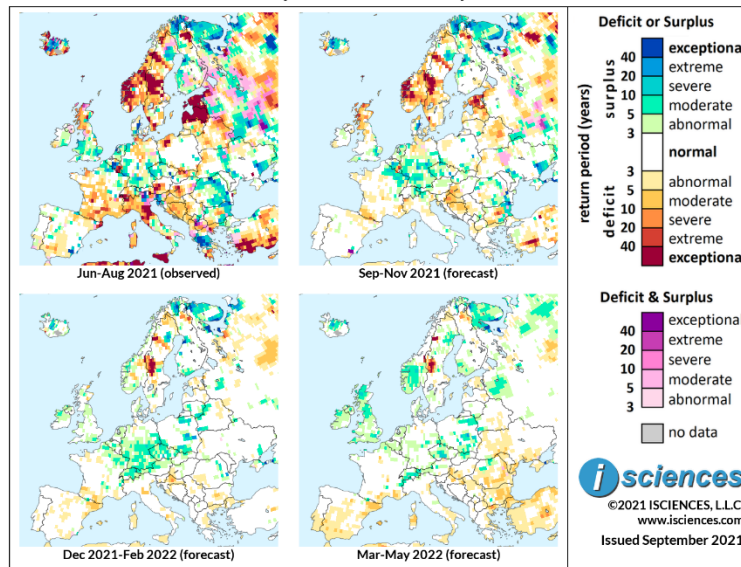 Jun-Aug 2021 (observed)
Sep-Nov 2021 (forecast)
Dec 2021-Feb 2022 (forecast)
Mar-May 2022 (forecast)
Deficit or Surplus
return period (years)
deficit
surplus
40
20
10
5
3
3
5
10
20
40
exceptiona
extreme
severe
moderate
abnormal
normal
abnormal
moderate
severe
extreme
exceptiona
Deficit & Surplus
40
20
10
5
3
exceptiona
extreme
severe
moderate
abnormal
no data
i sciences
©2021 ISCIENCES, L.L.C
www.isciences.com
Issued September 2021